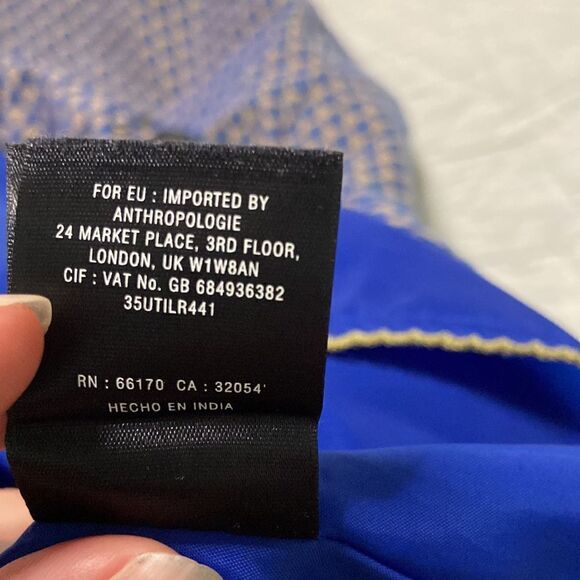 FOR EU : IMPORTED BY
ANTHROPOLOGIE
24 MARKET PLACE, 3RD FLOOR,
LONDON, UK W1W8AN
CIF : VAT No. GB 684936382
35UTILR441
RN : 66170 CA : 32054
HECHO EN INDIA